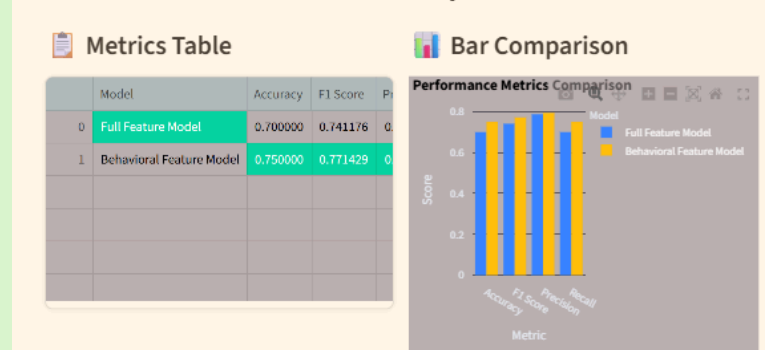 Metrics Table
Model Accuracy F1 Score
0 Full Feature Model 0.700000 0.741176
1 Behavioral Feature Model 0.750000 0.771429
Bar Comparison
Performance Metrics Comparison
Model
Full Feature Model
Behavioral Feature Model
Score
0.8
0.6
0.4
0.2
0
Accuracy
F1 Score
Precision
Recall
Metric